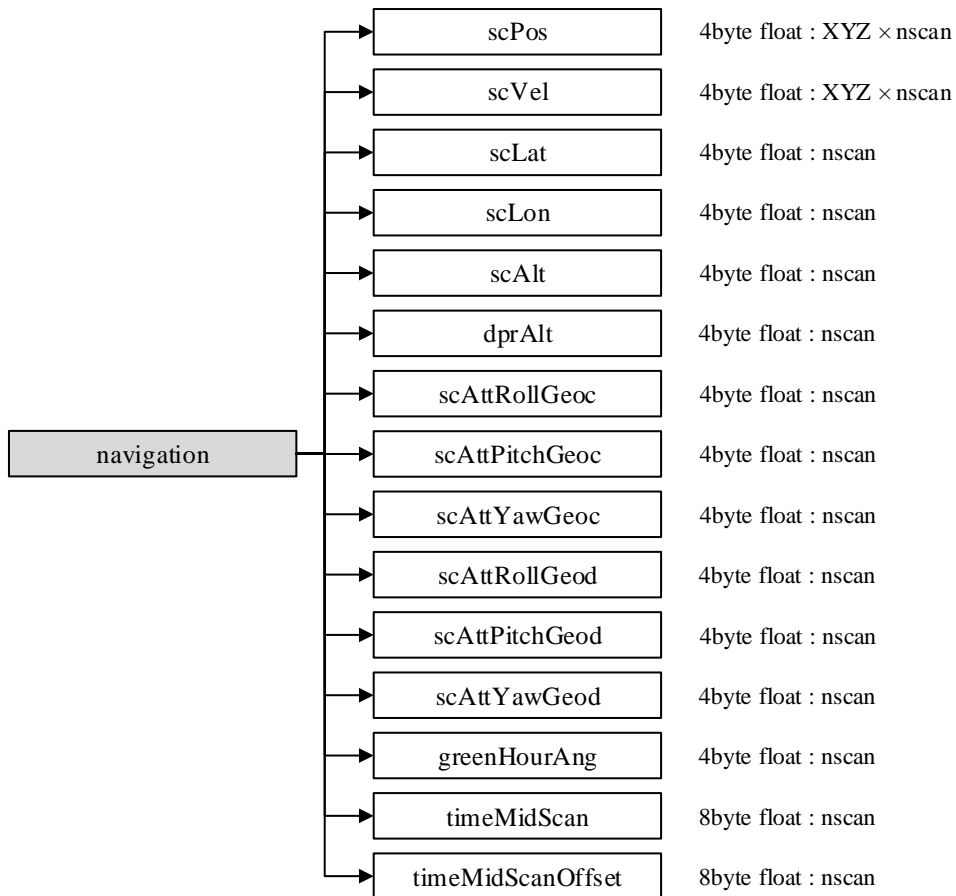 scPos 4byte float : XYZ × nscan
scVel 4byte float : XYZ × nscan
scLat 4byte float : nscan
scLon 4byte float : nscan
scAlt 4byte float : nscan
dprAlt 4byte float : nscan
scAttRollGeoc 4byte float : nscan
navigation scAttPitchGeoc 4byte float : nscan
scAttYawGeoc 4byte float : nscan
scAttRollGeod 4byte float : nscan
scAttPitchGeod 4byte float : nscan
scAttYawGeod 4byte float : nscan
greenHourAng 4byte float : nscan
timeMidScan 8byte float : nscan
timeMidScanOffset 8byte float : nscan